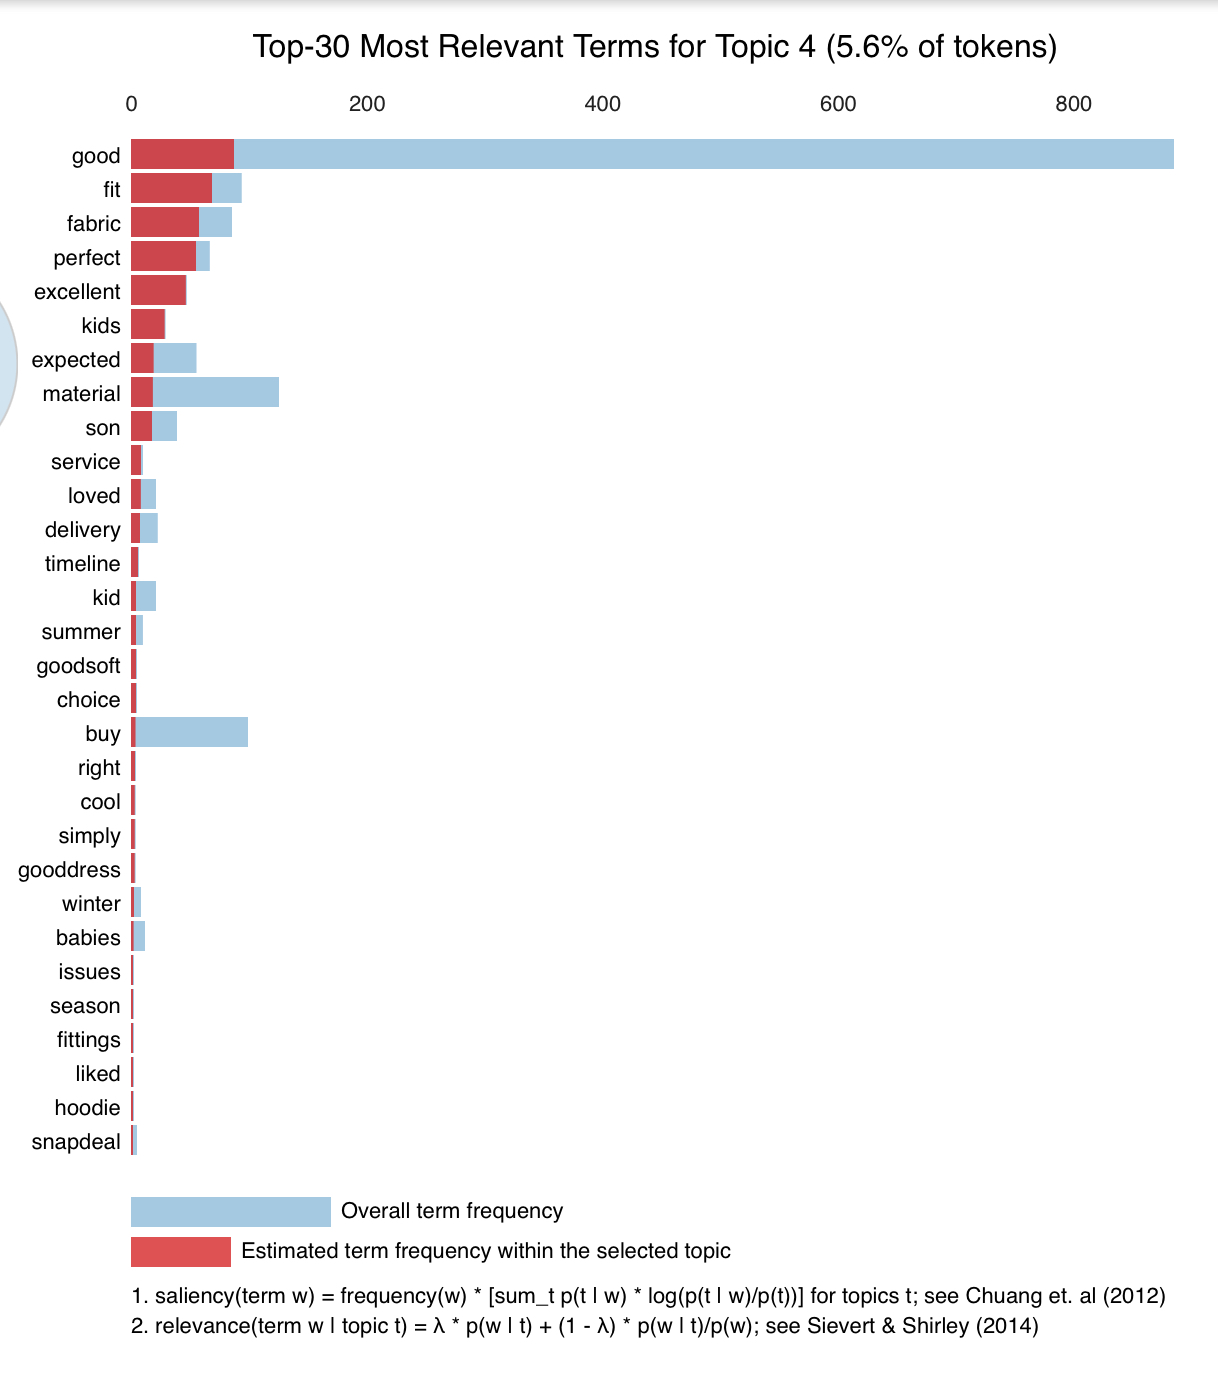 Top-30 Most Relevant Terms for Topic 4 (5.6% of tokens)
0 200 400 600 800
good
fit
fabric
perfect
excellent
kids
expected
material
son
service
loved
delivery
timeline
kid
summer
goodsoft
choice
buy
right
cool
simply
gooddress
winter
babies
issues
season
fittings
liked
hoodie
snapdeal
Overall term frequency
Estimated term frequency within the selected topic
1. saliency(term w) = frequency(w) * [sum_t p(t | w) * log(p(t | w)/p(t))] for topics t; see Chuang et. al (2012)
2. relevance(term w | topic t) = λ * p(w | t) + (1 - λ) * p(w | t)/p(w); see Sievert & Shirley (2014)